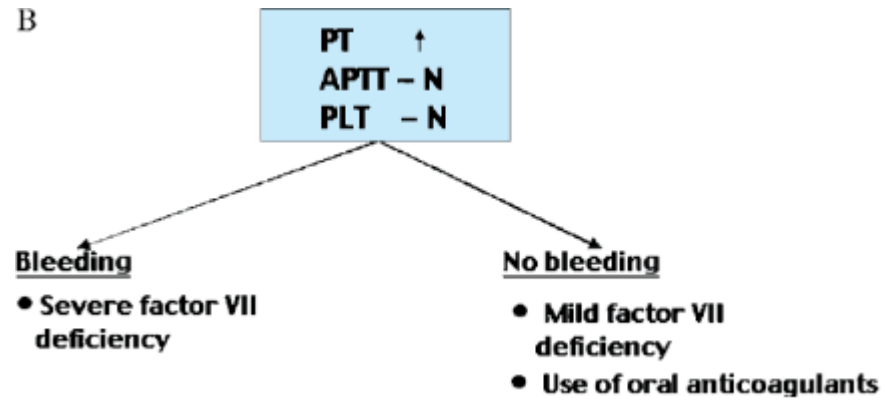 B
PT ↑
APTT – N
PLT – N
Bleeding
• Severe factor VII
deficiency
No bleeding
• Mild factor VII
deficiency
• Use of oral anticoagulants